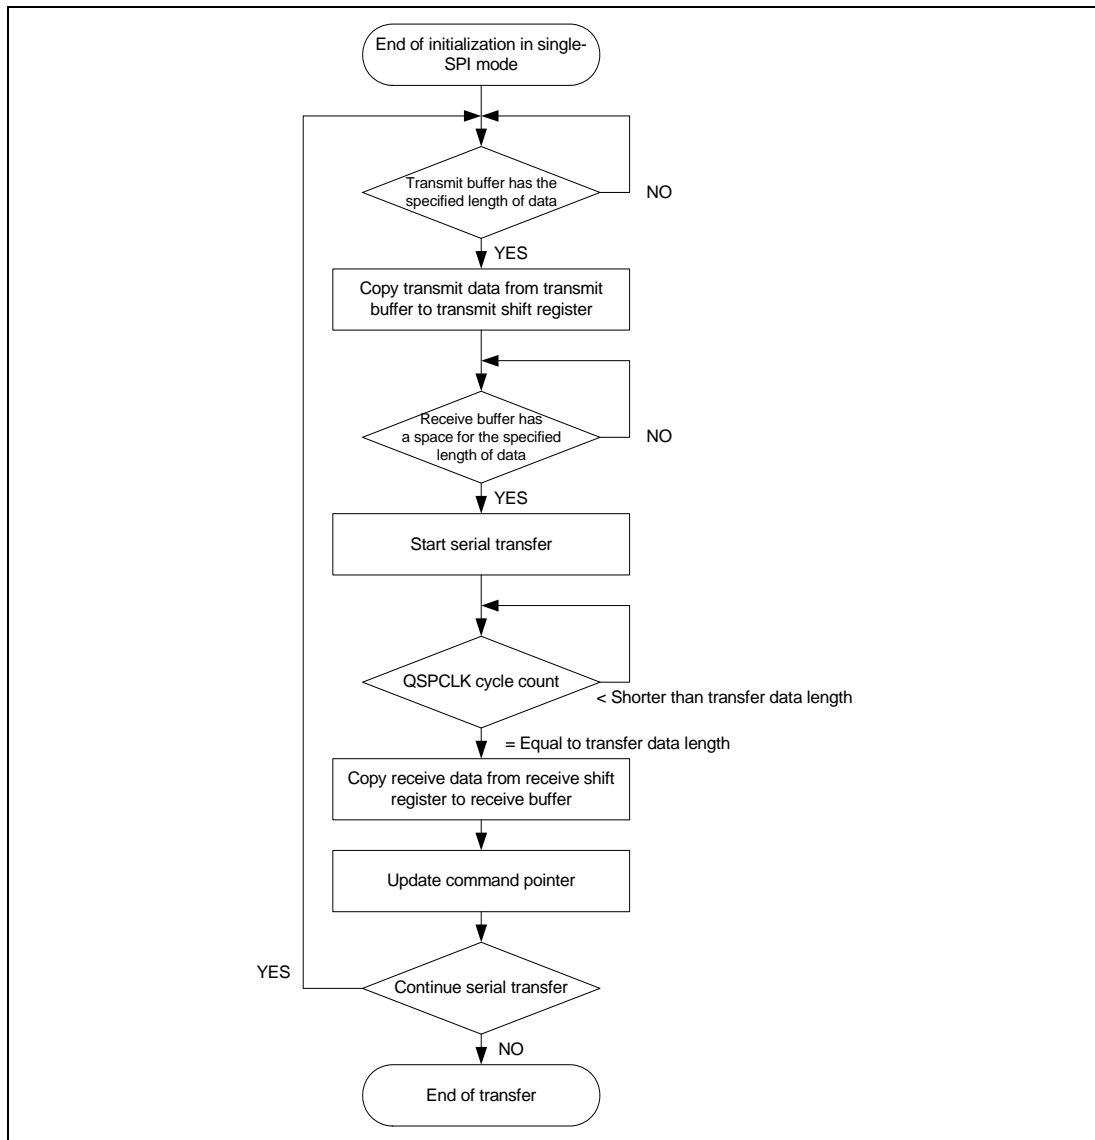 End of initialization in single-
SPI mode
Transmit buffer has the
specified length of data
NO
YES
Copy transmit data from transmit
buffer to transmit shift register
Receive buffer has
a space for the specified
length of data
NO
YES
Start serial transfer
QSPCLK cycle count
< Shorter than transfer data length
= Equal to transfer data length
Copy receive data from receive shift
register to receive buffer
Update command pointer
YES
Continue serial transfer
NO
End of transfer